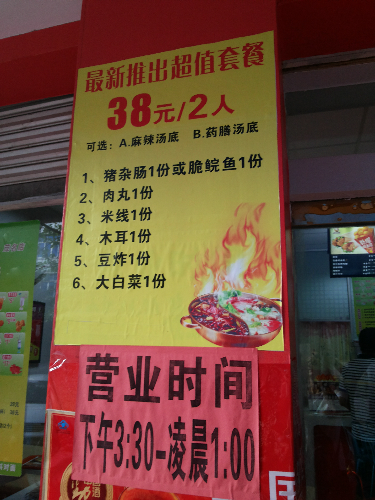 最新推出超值套餐
38元/2人
可选：A.麻辣汤底 B.药膳汤底
1、猪杂肠1份或脆鲩鱼1份
2、肉丸1份
3、米线1份
4、木耳1份
5、豆炸1份
6、大白菜1份
营业时间
下午3:30-凌晨1:00